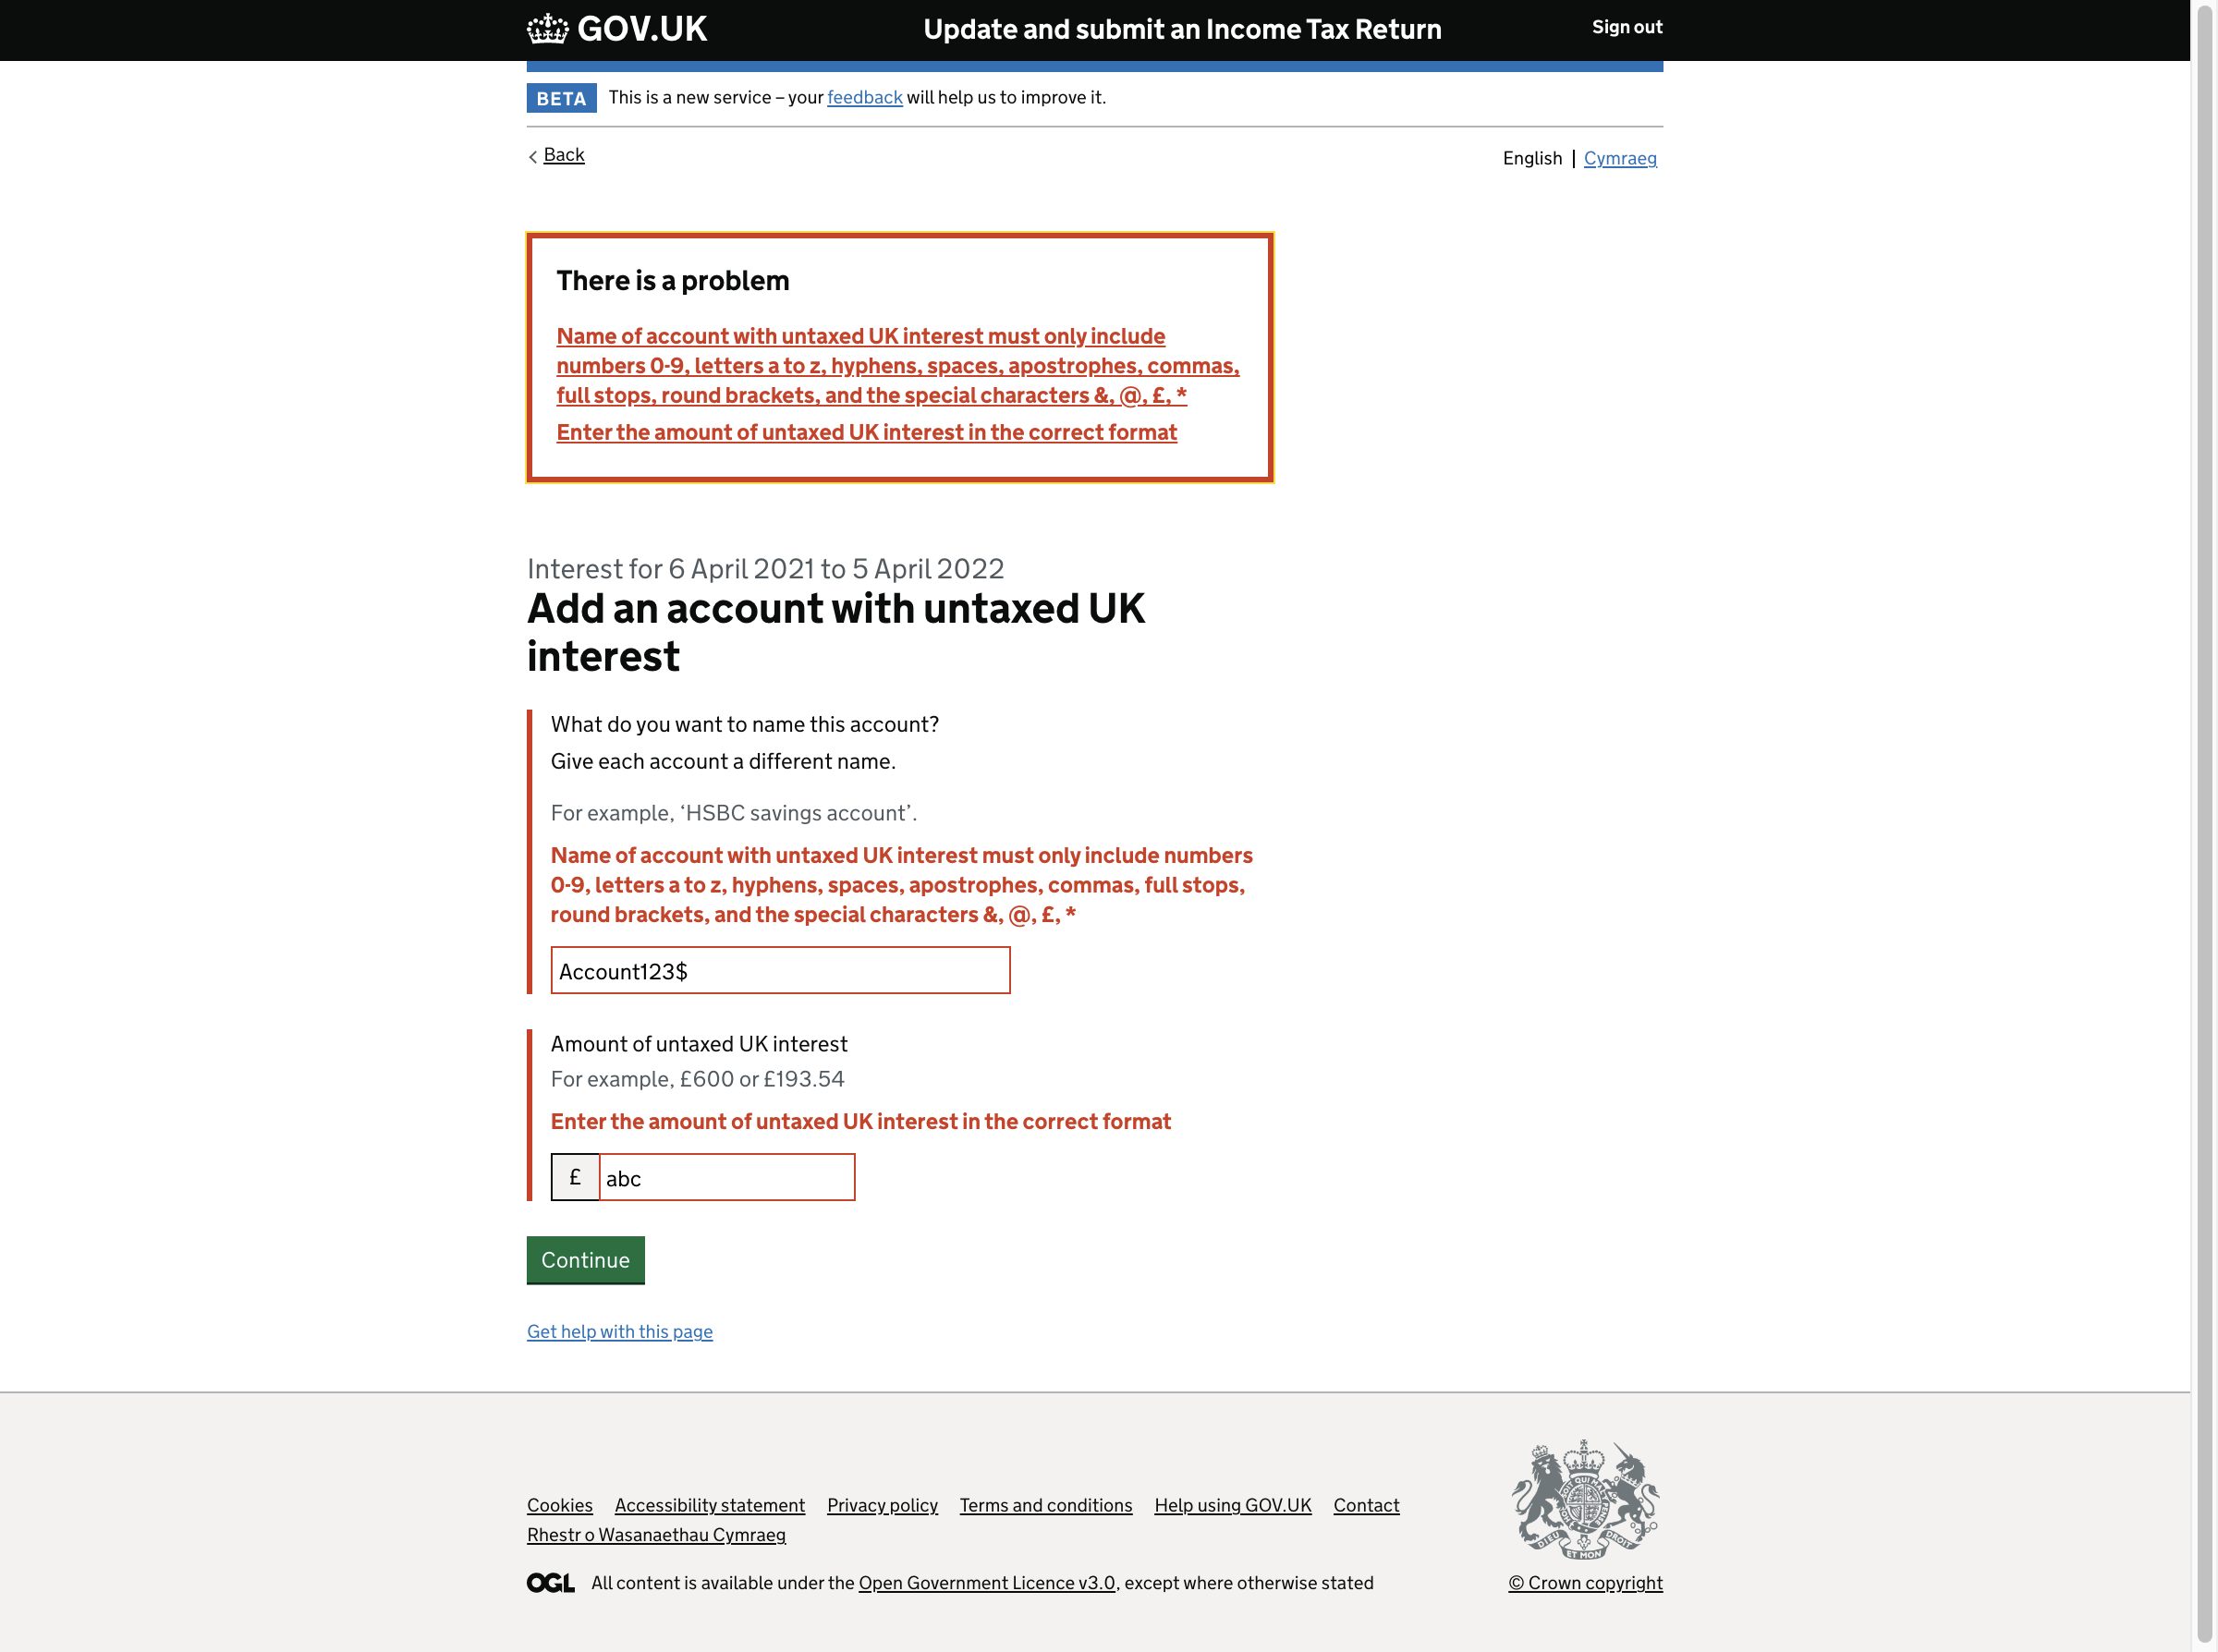 GOV.UK
Update and submit an Income Tax Return
Sign out
BETA This is a new service – your feedback will help us to improve it.
Back
English | Cymraeg
There is a problem
Name of account with untaxed UK interest must only include
numbers 0-9, letters a to z, hyphens, spaces, apostrophes, commas,
full stops, round brackets, and the special characters &, @, £, *
Enter the amount of untaxed UK interest in the correct format
Interest for 6 April 2021 to 5 April 2022
Add an account with untaxed UK
interest
What do you want to name this account?
Give each account a different name.
For example, ‘HSBC savings account’.
Name of account with untaxed UK interest must only include numbers
0-9, letters a to z, hyphens, spaces, apostrophes, commas, full stops,
round brackets, and the special characters &, @, £, *
Account123$
Amount of untaxed UK interest
For example, £600 or £193.54
Enter the amount of untaxed UK interest in the correct format
£ abc
Continue
Get help with this page
Cookies Accessibility statement Privacy policy Terms and conditions Help using GOV.UK Contact
Rhestr o Wasanaethau Cymraeg
OGL All content is available under the Open Government Licence v3.0, except where otherwise stated
DIEU ET MON DROIT
© Crown copyright